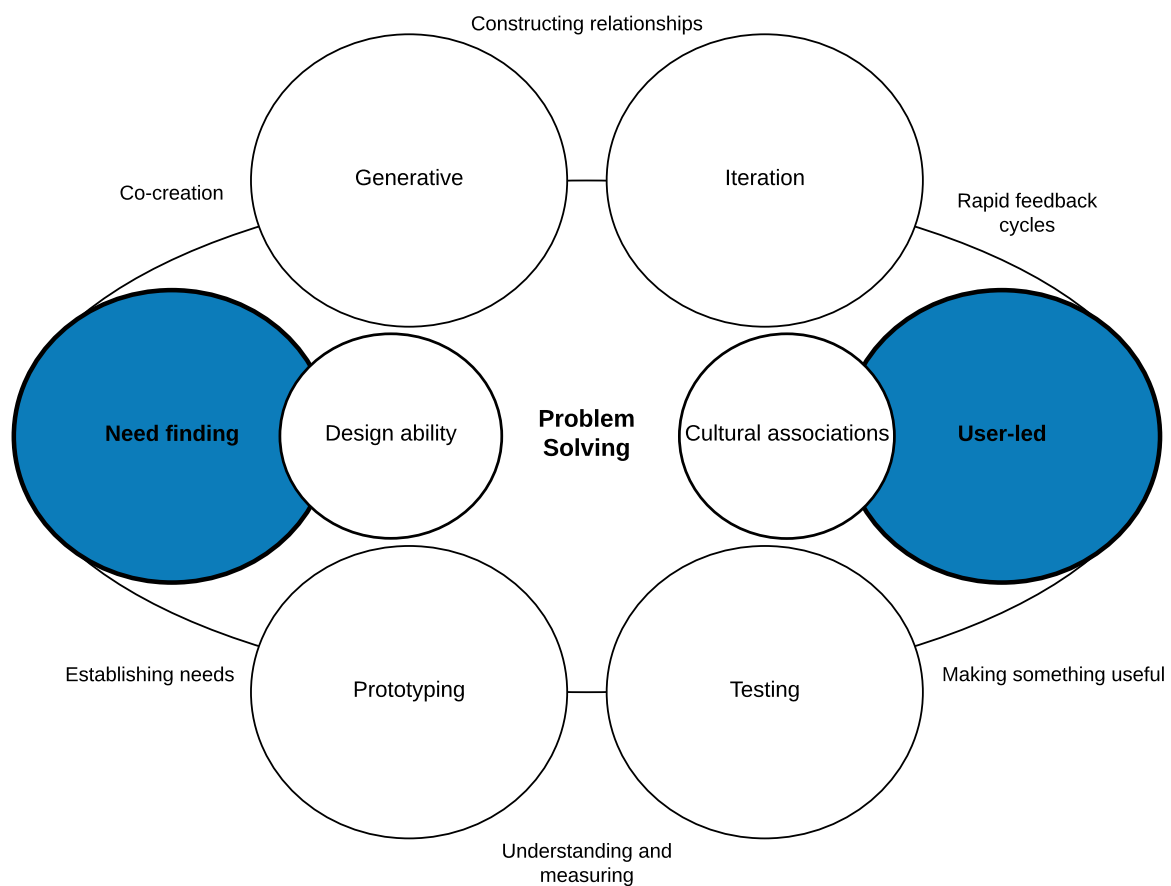 Constructing relationships
Generative
Iteration
Co-creation
Rapid feedback
cycles
Need finding
Design ability
Problem
Solving
Cultural associations
User-led
Establishing needs
Prototyping
Testing
Making something useful
Understanding and
measuring